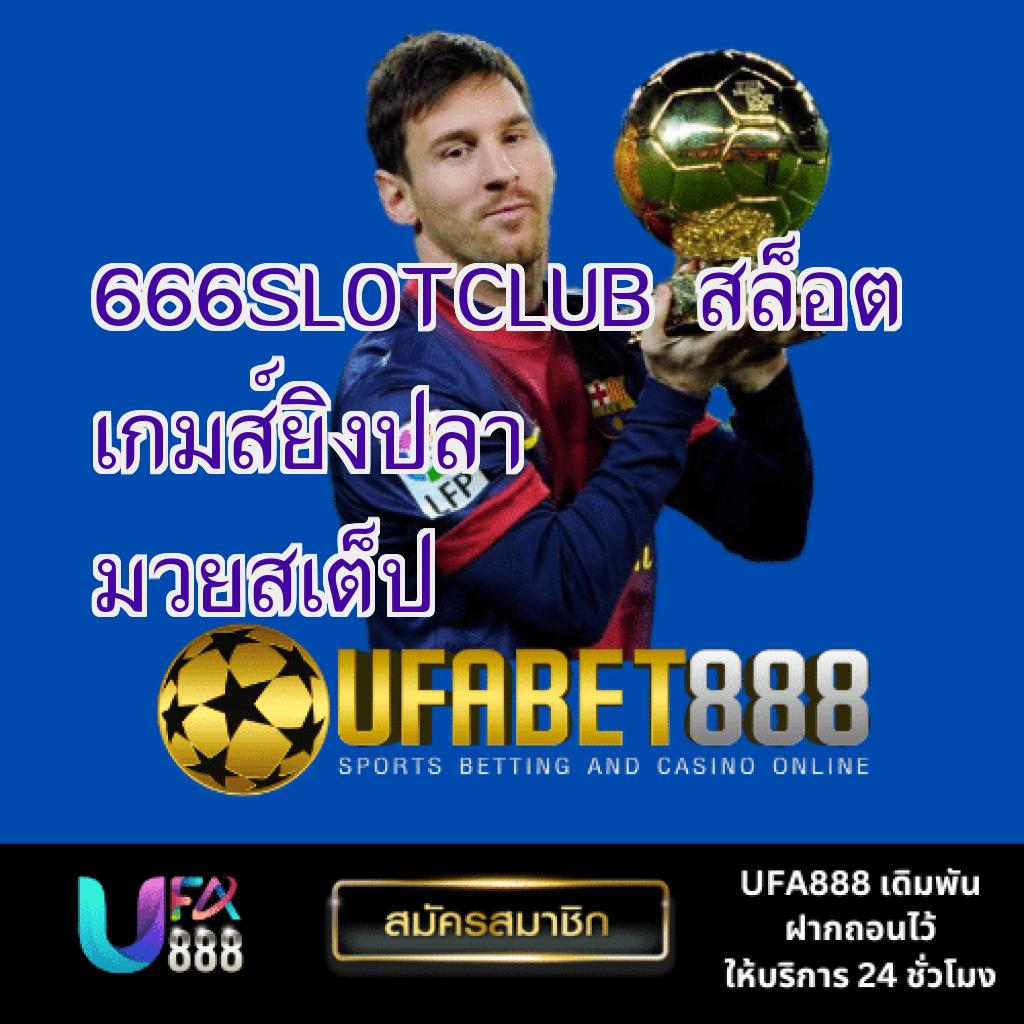 666SLOTCLUB สล็อต
เกมส์ยิงปลา
LFP
มวยสเต็ป
UFABET888
SPORTS BETTING AND CASINO ONLINE
UFA
888
สมัครสมาชิก
UFA888 เดิมพัน
ฝากถอนไว้
ให้บริการ 24 ชั่วโมง